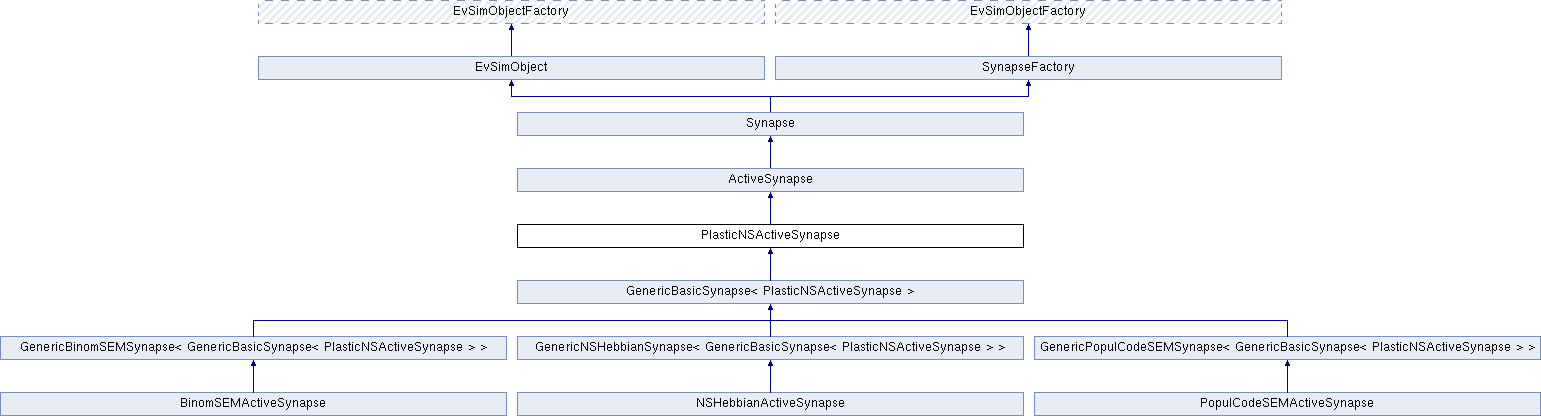 EvSimObjectFactory
EvSimObjectFactory
EvSimObject
SynapseFactory
Synapse
ActiveSynapse
PlasticNSActiveSynapse
GenericBasicSynapse< PlasticNSActiveSynapse >
GenericBinomSEMSynapse< GenericBasicSynapse< PlasticNSActiveSynapse > >
GenericNSHebbianSynapse< GenericBasicSynapse< PlasticNSActiveSynapse > >
GenericPopulCodeSEMSynapse< GenericBasicSynapse< PlasticNSActiveSynapse > >
BinomSEMActiveSynapse
NSHebbianActiveSynapse
PopulCodeSEMActiveSynapse